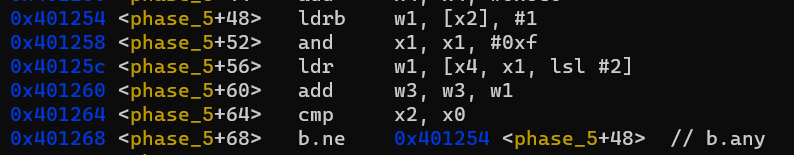 0x401254 <phase_5+48> ldrb w1, [x2], #1
0x401258 <phase_5+52> and x1, x1, #0xf
0x40125c <phase_5+56> ldr w1, [x4, x1, lsl #2]
0x401260 <phase_5+60> add w3, w3, w1
0x401264 <phase_5+64> cmp x2, x0
0x401268 <phase_5+68> b.ne 0x401254 <phase_5+48> // b.any